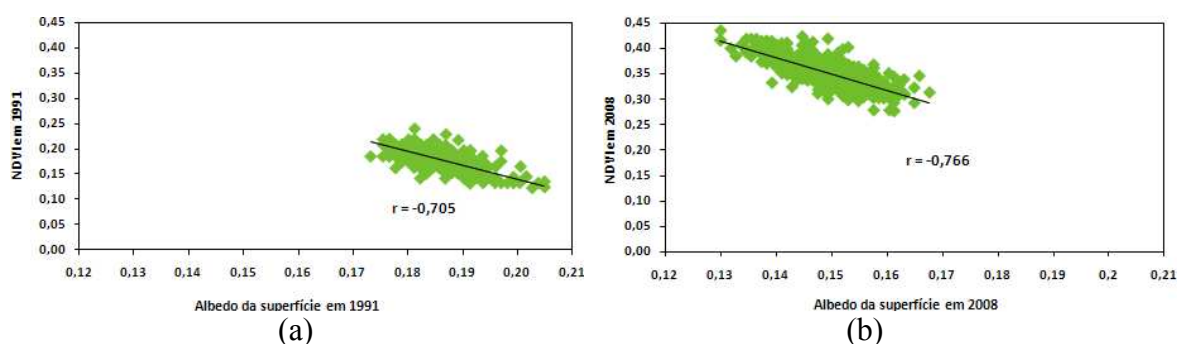 0,45
0,40
0,35
0,30
0,25
0,20
0,15
0,10
0,05
0,00
NDVI em 1991
r = -0,705
0,12 0,13 0,14 0,15 0,16 0,17 0,18 0,19 0,20 0,21
Albedo da superfície em 1991
(a)
0,45
0,40
0,35
0,30
0,25
0,20
0,15
0,10
0,05
0,00
NDVI em 2008
r = -0,766
0,12 0,13 0,14 0,15 0,16 0,17 0,18 0,19 0,2 0,21
Albedo da superfície em 2008
(b)